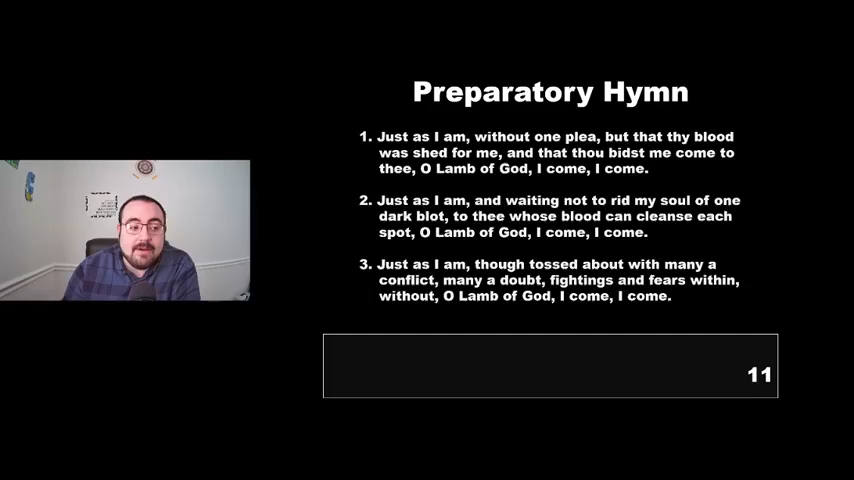 Preparatory Hymn
1. Just as I am, without one plea, but that thy blood
was shed for me, and that thou bidst me come to
thee, O Lamb of God, I come, I come.
2. Just as I am, and waiting not to rid my soul of one
dark blot, to thee whose blood can cleanse each
spot, O Lamb of God, I come, I come.
3. Just as I am, though tossed about with many a
conflict, many a doubt, fightings and fears within,
without, O Lamb of God, I come, I come.
11